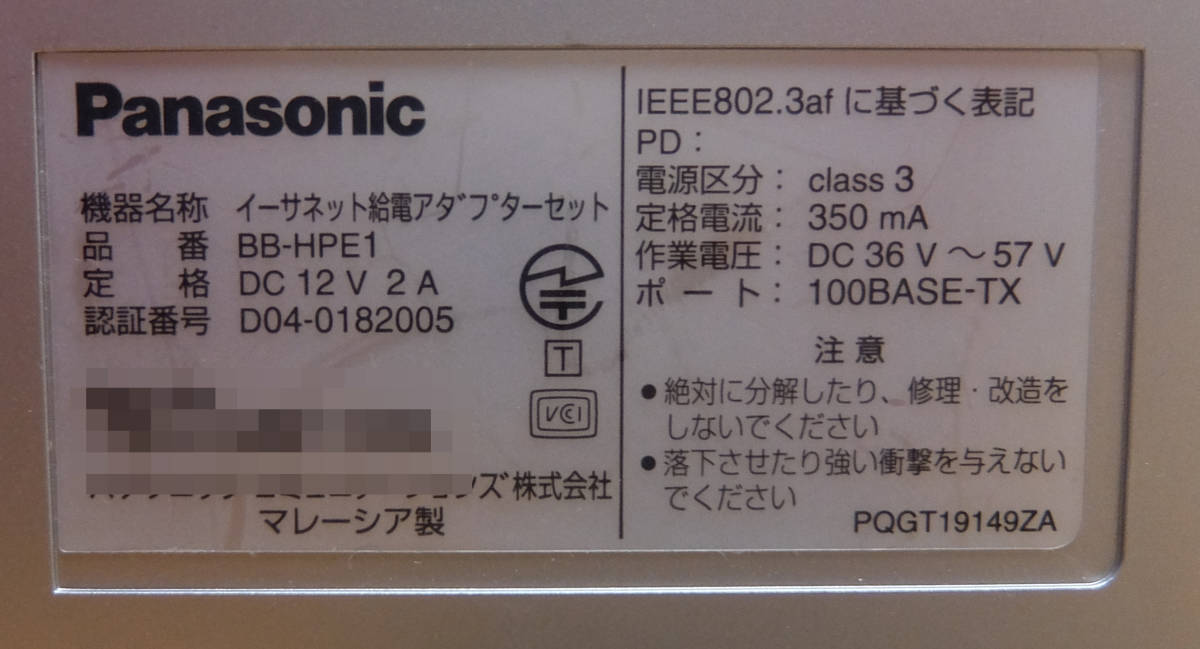 Panasonic
機器名称 イーサネット給電アダプターセット
品番 BB-HPE1
定格 DC 12 V 2 A
認証番号 D04-0182005
T
VCI
株式会社
マレーシア製
IEEE802.3af に基づく表記
PD：
電源区分： class 3
定格電流： 350 mA
作業電圧： DC 36 V ～ 57 V
ポート： 100BASE-TX
注意
● 絶対に分解したり、修理・改造を
しないでください
● 落下させたり強い衝撃を与えない
でください
PQGT19149ZA